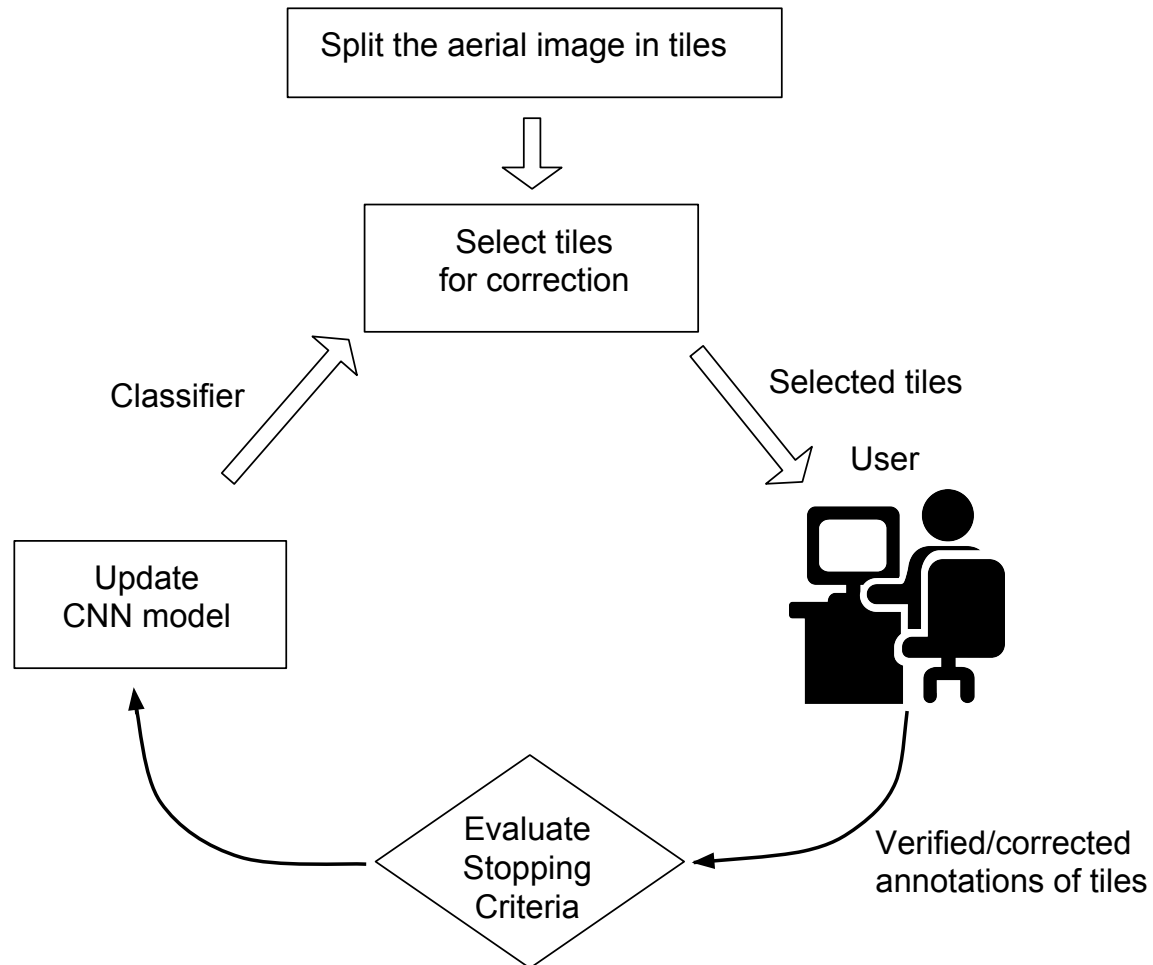 Split the aerial image in tiles
Select tiles
for correction
Classifier
Selected tiles
User
Update
CNN model
Evaluate
Stopping
Criteria
Verified/corrected
annotations of tiles